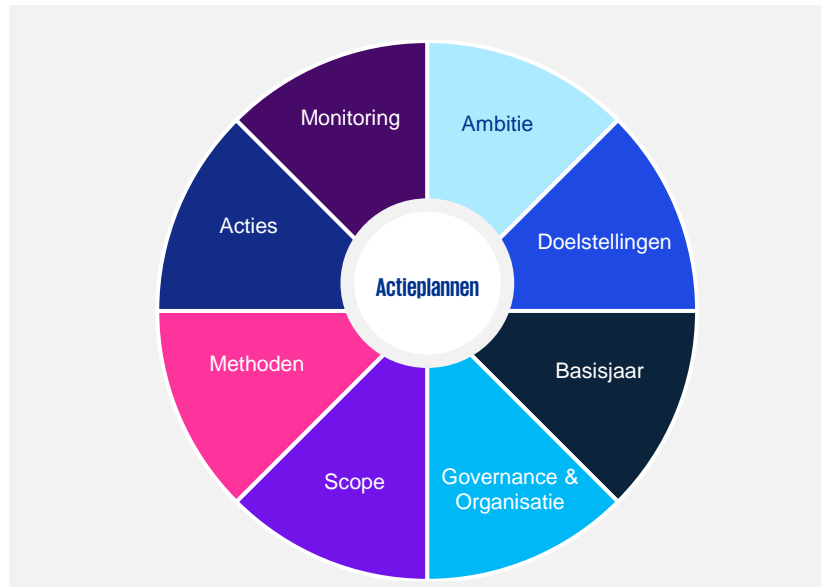 Monitoring
Ambitie
Acties
Doelstellingen
Actieplannen
Methoden
Basisjaar
Scope
Governance &
Organisatie